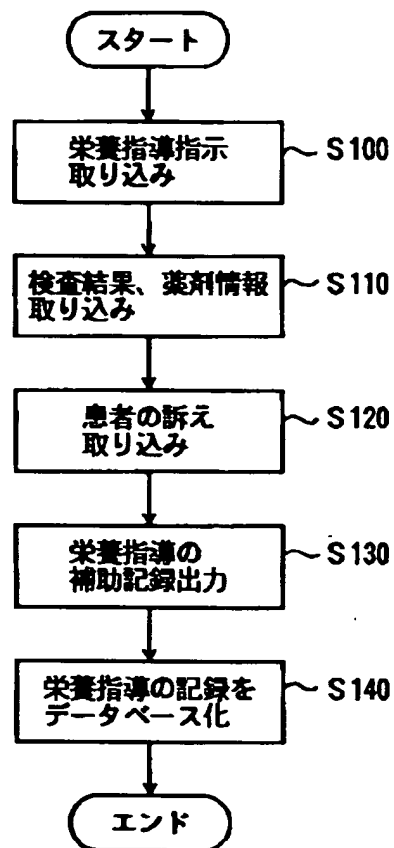 スタート
栄養指導指示
取り込み
S100
検査結果、薬剤情報
取り込み
S110
患者の訴え
取り込み
S120
栄養指導の
補助記録出力
S130
栄養指導の記録を
データベース化
S140
エンド